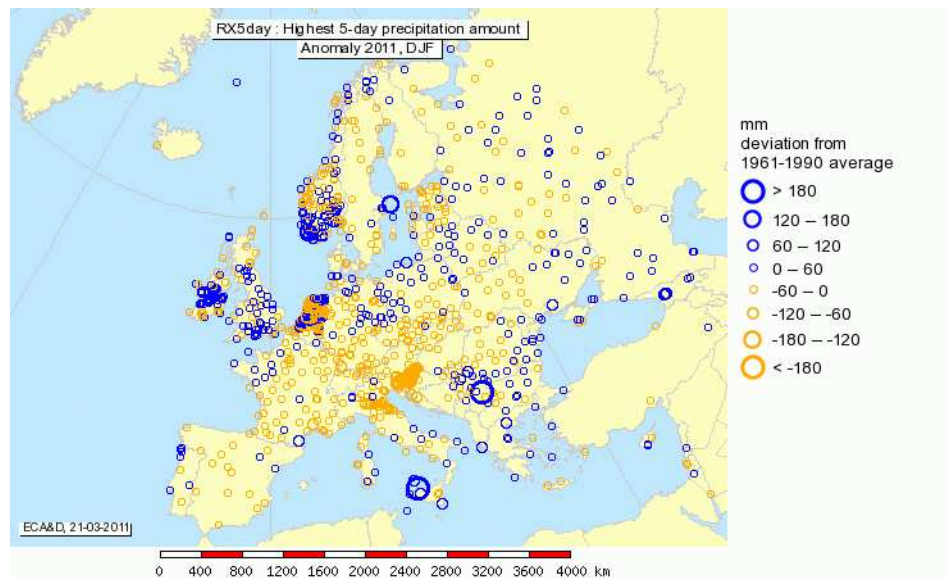 RX5day : Highest 5-day precipitation amount
Anomaly 2011, DJF
mm
deviation from
1961-1990 average
> 180
120 – 180
60 – 120
0 – 60
-60 – 0
-120 – -60
-180 – -120
< -180
ECA&D, 21-03-2011
0 400 800 1200 1600 2000 2400 2800 3200 3600 4000 km